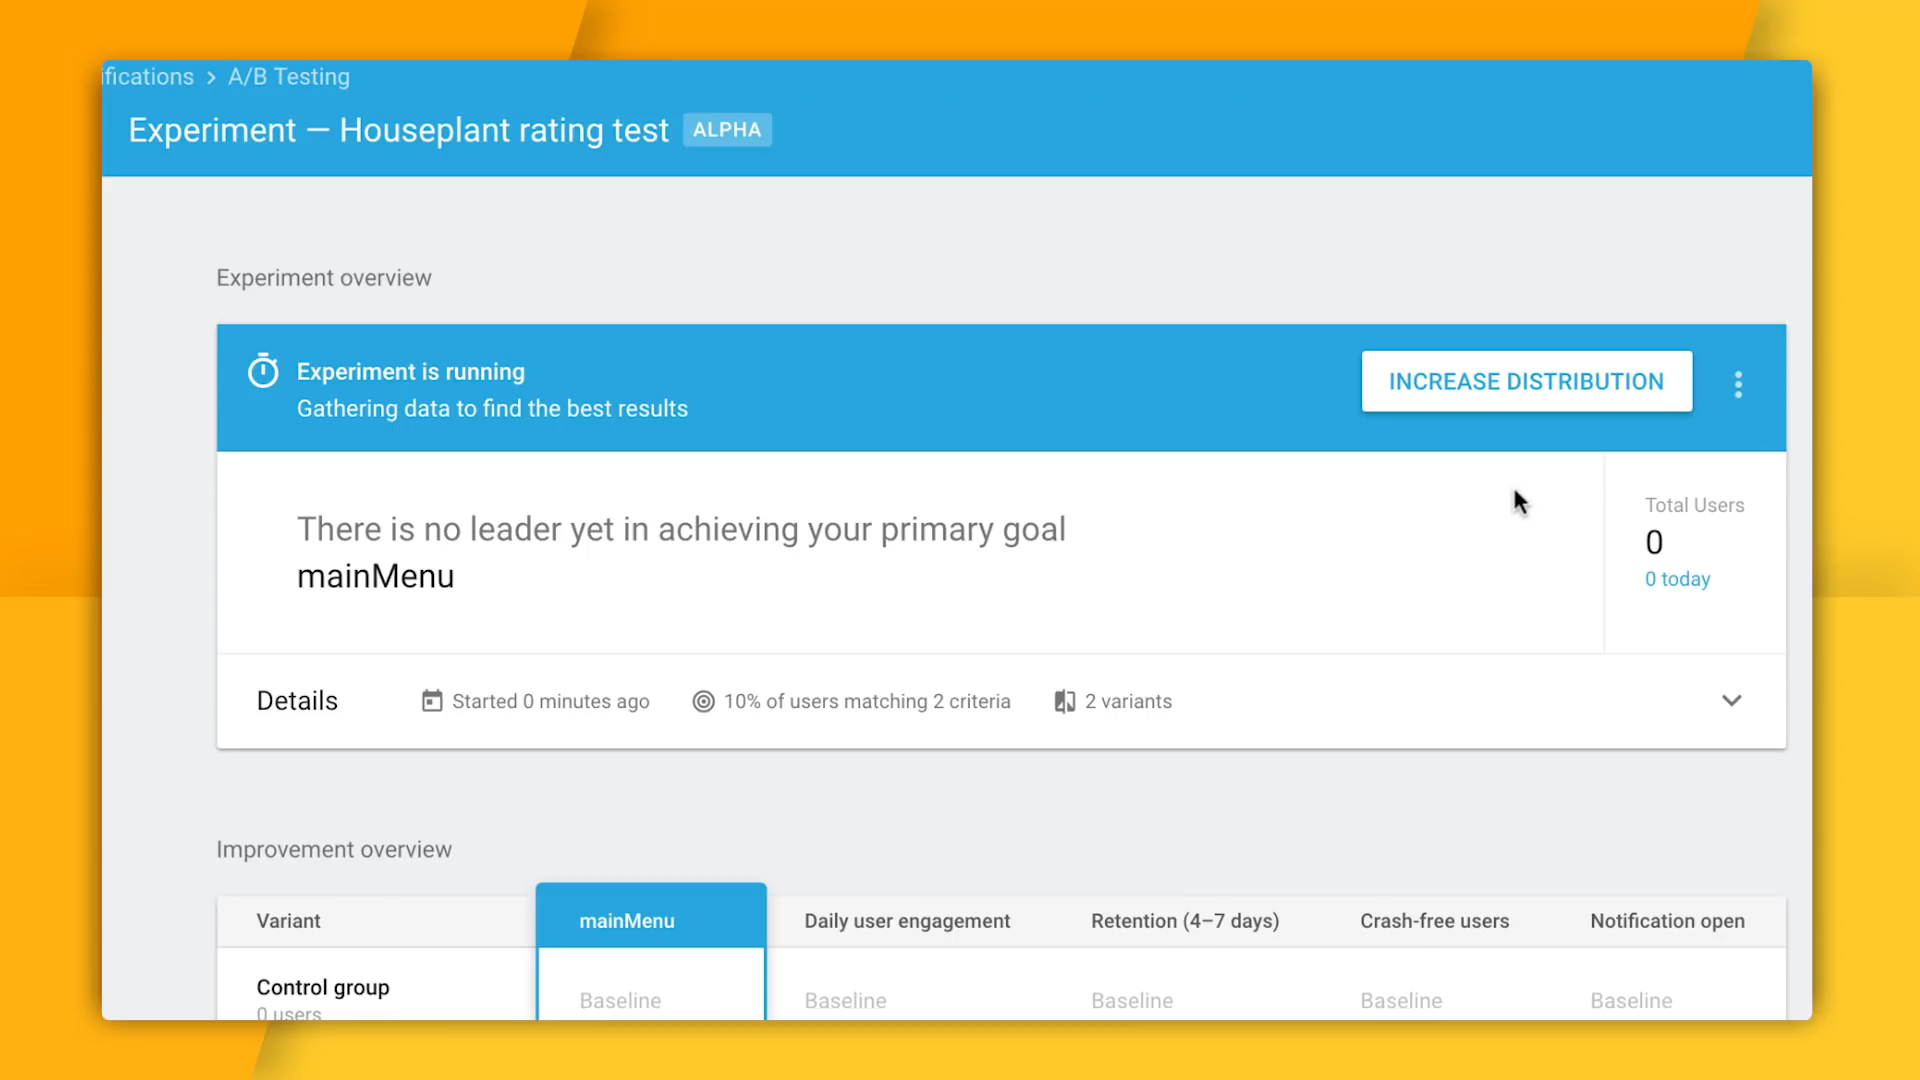 ifications > A/B Testing
Experiment — Houseplant rating test ALPHA
Experiment overview
Experiment is running
Gathering data to find the best results
INCREASE DISTRIBUTION
There is no leader yet in achieving your primary goal
mainMenu
Total Users
0
0 today
Details Started 0 minutes ago 10% of users matching 2 criteria 2 variants
Improvement overview
Variant mainMenu Daily user engagement Retention (4–7 days) Crash-free users Notification open
Control group Baseline Baseline Baseline Baseline Baseline
0 users